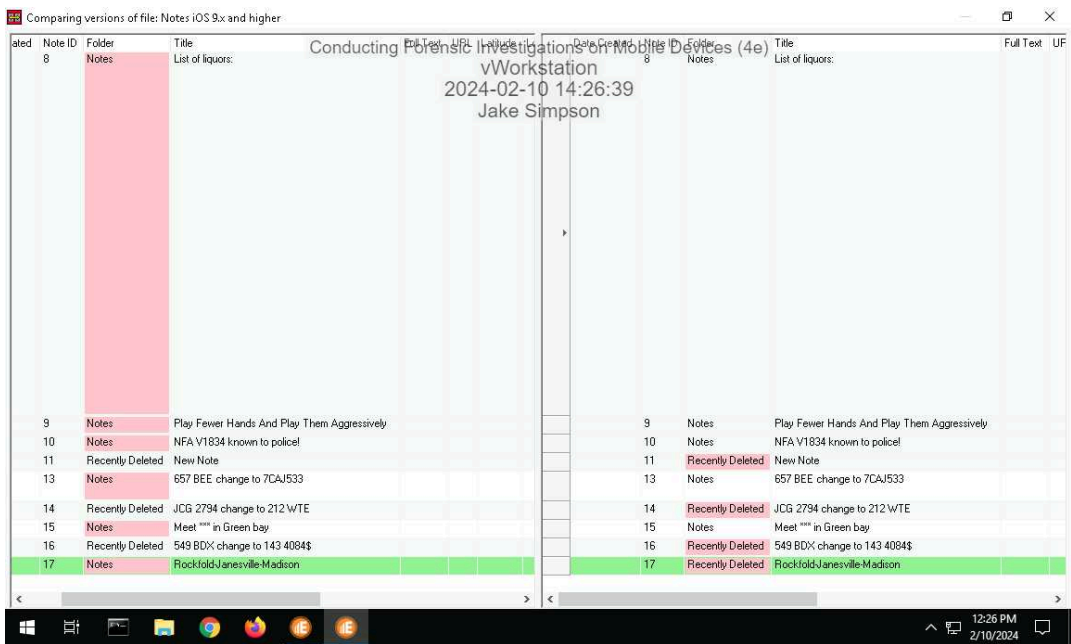 Comparing versions of file: Notes iOS 9.x and higher
Conducting Forensic Investigations on Mobile Devices (4e)
vWorkstation
2024-02-10 14:26:39
Jake Simpson
ated Note ID Folder Title Full Text URL Latitude Date Created Note ID Folder Title Full Text UF
8 Notes List of liquors: 8 Notes List of liquors:
9 Notes Play Fewer Hands And Play Them Aggressively 9 Notes Play Fewer Hands And Play Them Aggressively
10 Notes NFA V1834 known to police! 10 Notes NFA V1834 known to police!
11 Recently Deleted New Note 11 Recently Deleted New Note
13 Notes 657 BEE change to 7CAJ533 13 Notes 657 BEE change to 7CAJ533
14 Recently Deleted JCG 2794 change to 212 WTE 14 Recently Deleted JCG 2794 change to 212 WTE
15 Notes Meet *** in Green bay 15 Notes Meet *** in Green bay
16 Recently Deleted 549 BDX change to 143 4084$ 16 Recently Deleted 549 BDX change to 143 4084$
17 Notes Rockfold-Janesville-Madison 17 Recently Deleted Rockfold-Janesville-Madison
12:26 PM
2/10/2024